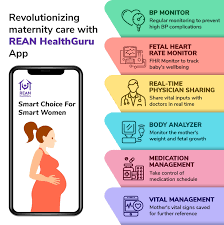 Revolutionizing
maternity care with
REAN HealthGuru
App
REAN
Smart Choice For
Smart Women
BP MONITOR
Regular monitoring to prevent
high BP complications
FETAL HEART
RATE MONITOR
FHR Monitor to track
baby's wellbeing
REAL-TIME
PHYSICIAN SHARING
Share vital inputs with
doctors in real time
BODY ANALYZER
Monitor the mother's
weight and fetal growth
MEDICATION
MANAGEMENT
Take control of
medication schedule
VITAL MANAGEMENT
Mother's vital signs saved
for further reference